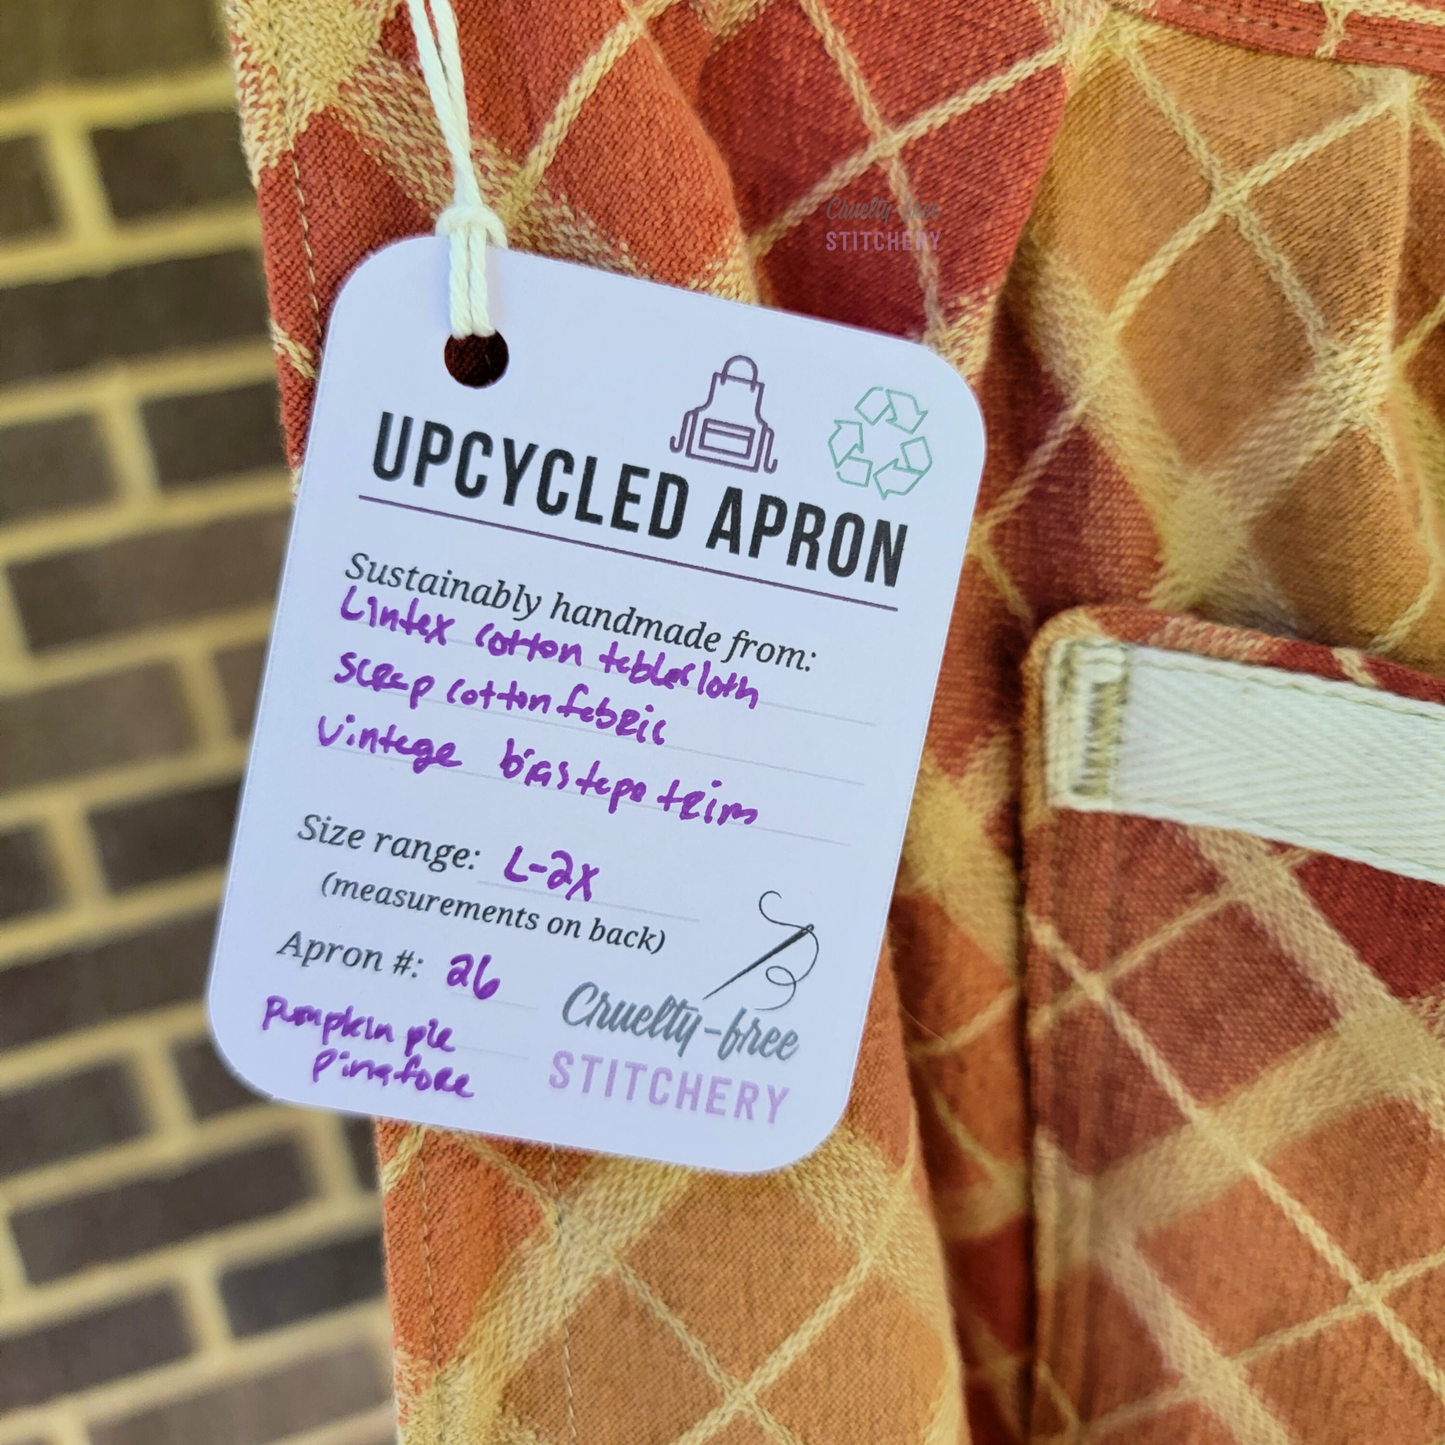 Cruelty-free
STITCHERY
UPCYCLED APRON
Sustainably handmade from:
Lintex cotton tablecloth
scrap cotton fabric
Vintage bias tape trim
Size range: L-2X
(measurements on back)
Apron #: 26
pumpkin pie
pinafore
Cruelty-free
STITCHERY